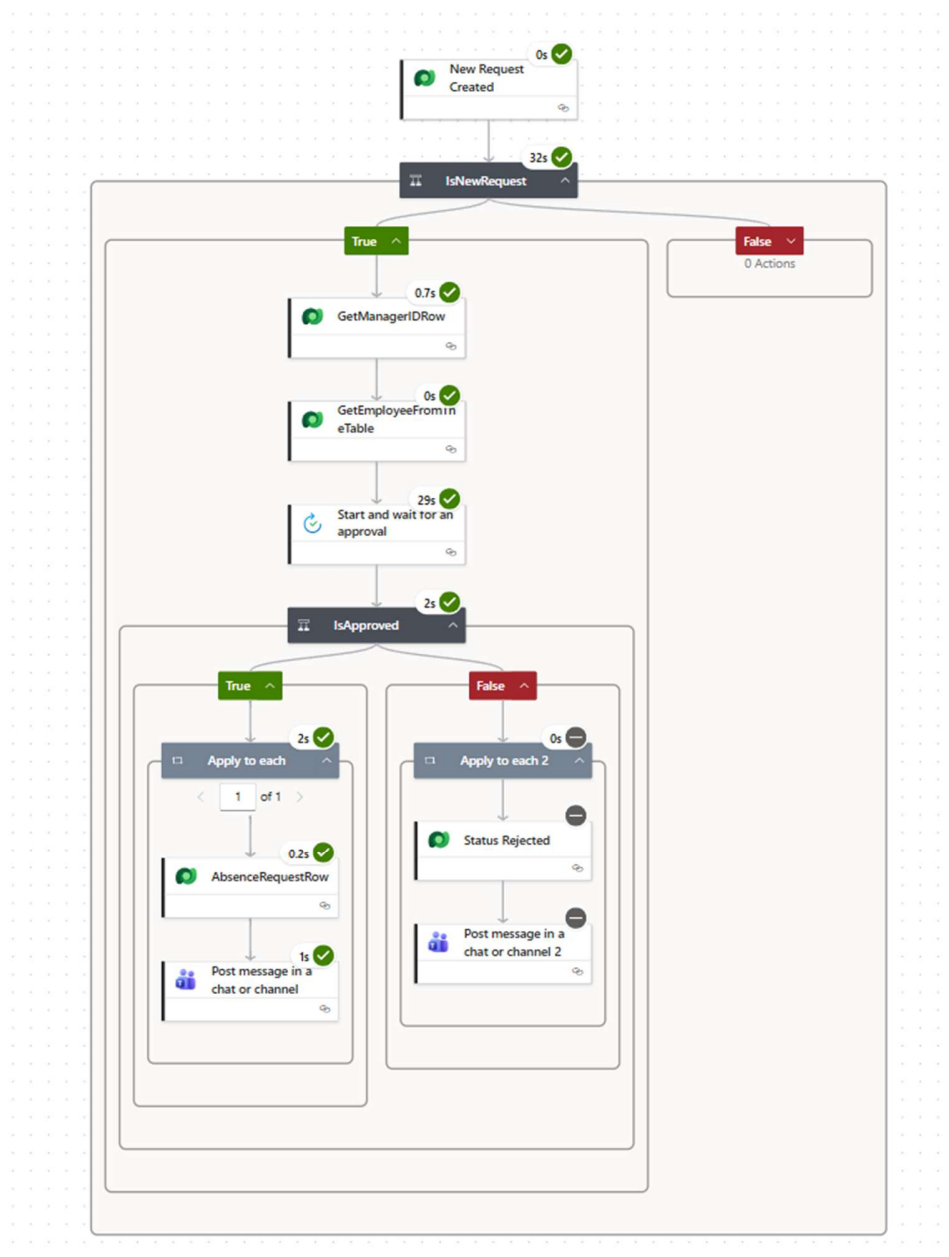 0s
New Request
Created
32s
IsNewRequest
True
False
0 Actions
0.7s
GetManagerIDRow
0s
GetEmployeeFromTh
eTable
29s
Start and wait for an
approval
2s
IsApproved
True
False
2s
Apply to each
0s
Apply to each 2
1 of 1
Status Rejected
0.2s
AbsenceRequestRow
Post message in a
chat or channel 2
1s
Post message in a
chat or channel